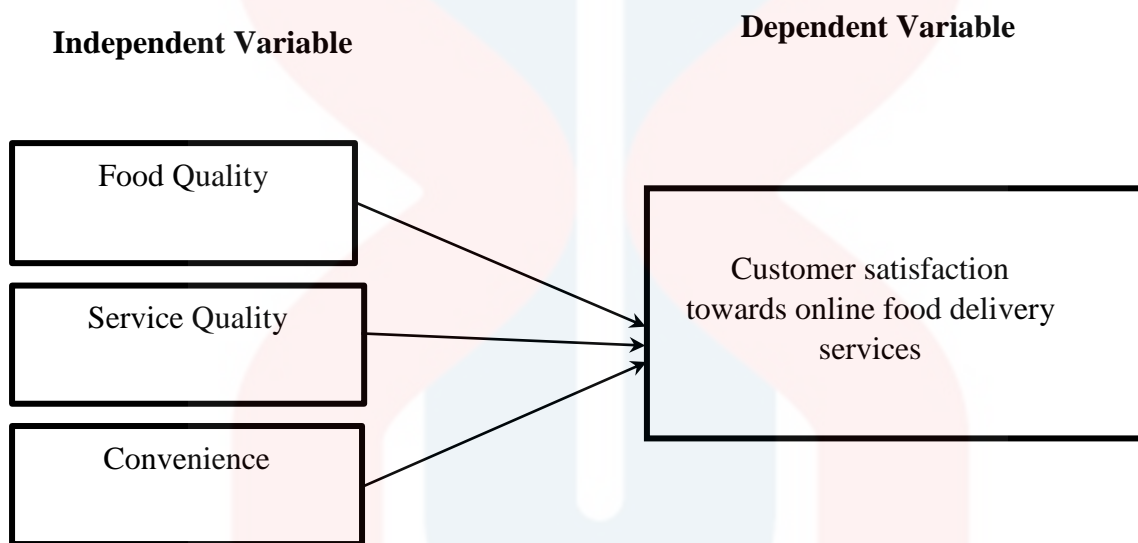 Independent Variable
Dependent Variable
Food Quality
Service Quality
Convenience
Customer satisfaction
towards online food delivery
services